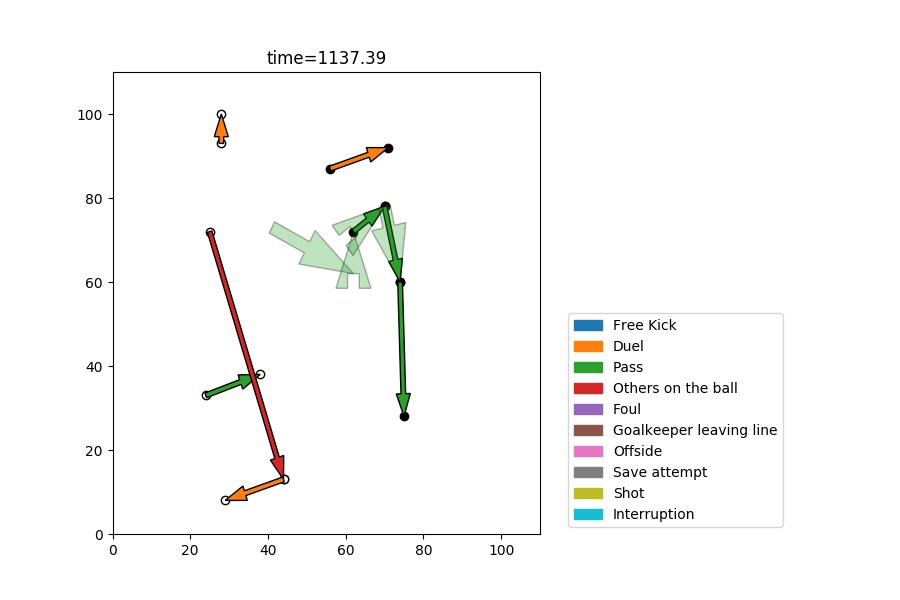 time=1137.39
100
80
60
40
20
0
0 20 40 60 80 100
Free Kick
Duel
Pass
Others on the ball
Foul
Goalkeeper leaving line
Offside
Save attempt
Shot
Interruption